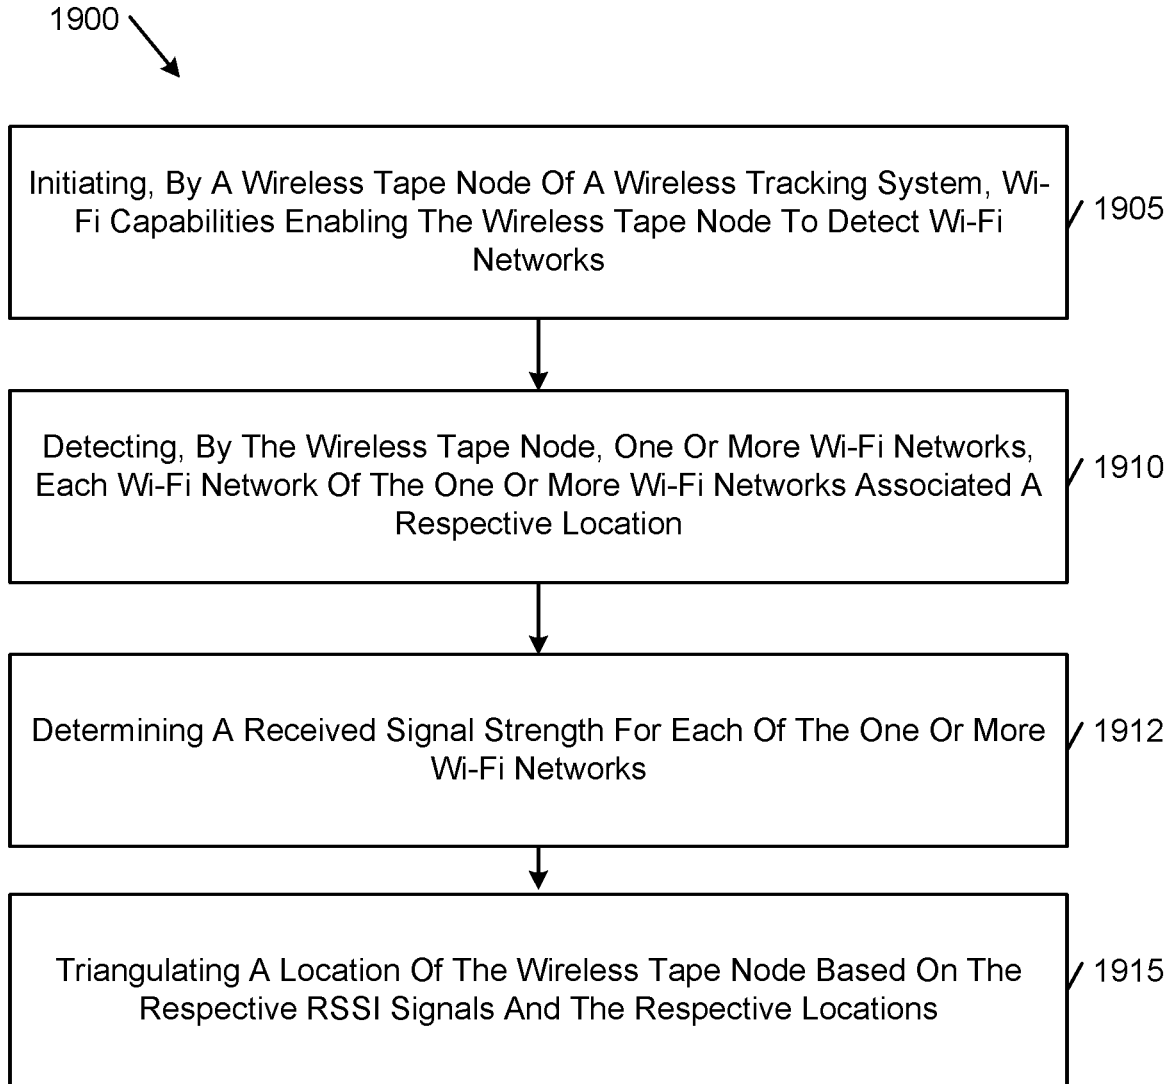 1900
Initiating, By A Wireless Tape Node Of A Wireless Tracking System, Wi-
Fi Capabilities Enabling The Wireless Tape Node To Detect Wi-Fi
Networks
1905
Detecting, By The Wireless Tape Node, One Or More Wi-Fi Networks,
Each Wi-Fi Network Of The One Or More Wi-Fi Networks Associated A
Respective Location
1910
Determining A Received Signal Strength For Each Of The One Or More
Wi-Fi Networks
1912
Triangulating A Location Of The Wireless Tape Node Based On The
Respective RSSI Signals And The Respective Locations
1915